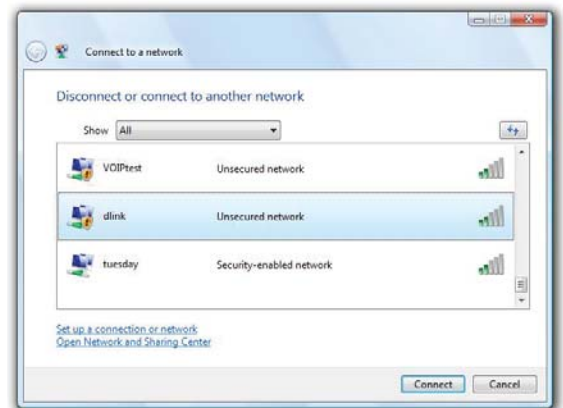 Connect to a network
Disconnect or connect to another network
Show All
VOIPtest Unsecured network
dlink Unsecured network
tuesday Security-enabled network
Set up a connection or network
Open Network and Sharing Center
Connect Cancel